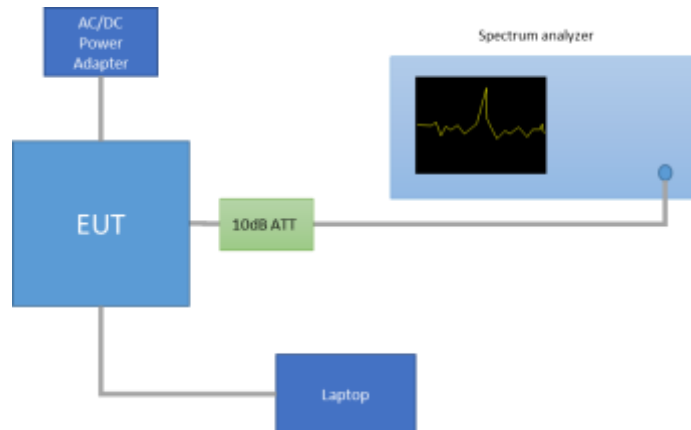 AC/DC
Power
Adapter
Spectrum analyzer
EUT
10dB ATT
Laptop